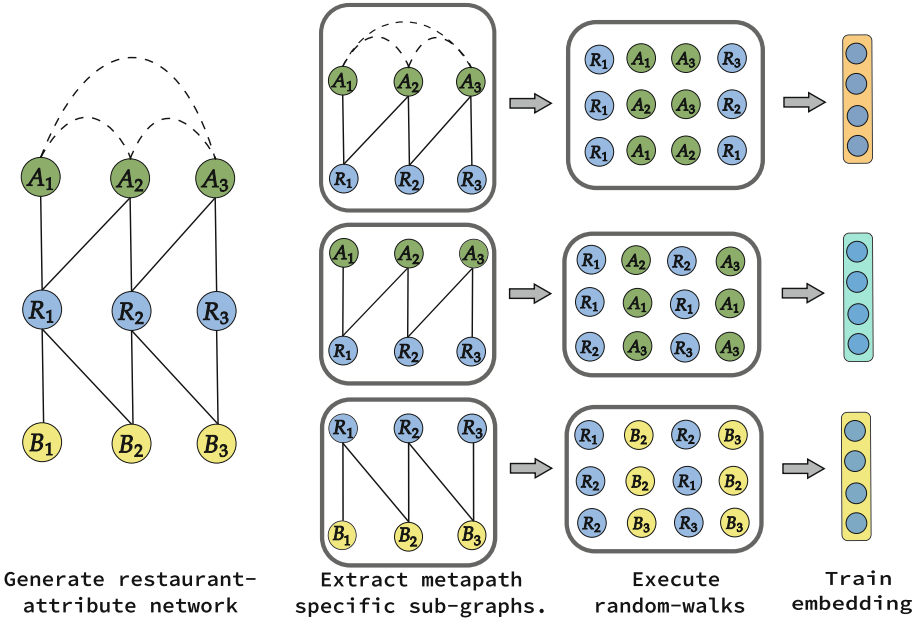 A1 A2 A3
R1 R2 R3
B1 B2 B3
A1 A2 A3
R1 R2 R3
R1 A1 A3 R3
R1 A2 A3 R2
R1 A1 A2 R1
A1 A2 A3
R1 R2 R3
R1 A2 R2 A3
R1 A1 R1 A1
R2 A3 R3 A3
R1 R2 R3
B1 B2 B3
R1 B2 R2 B3
R2 B2 R1 B2
R2 B3 R3 B3
Generate restaurant-
attribute network
Extract metapath
specific sub-graphs.
Execute
random-walks
Train
embedding